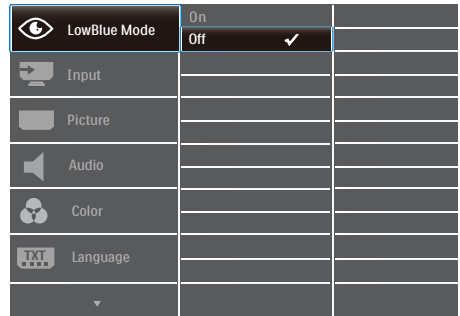 LowBlue Mode
On
Off
Input
Picture
Audio
Color
TXT
Language